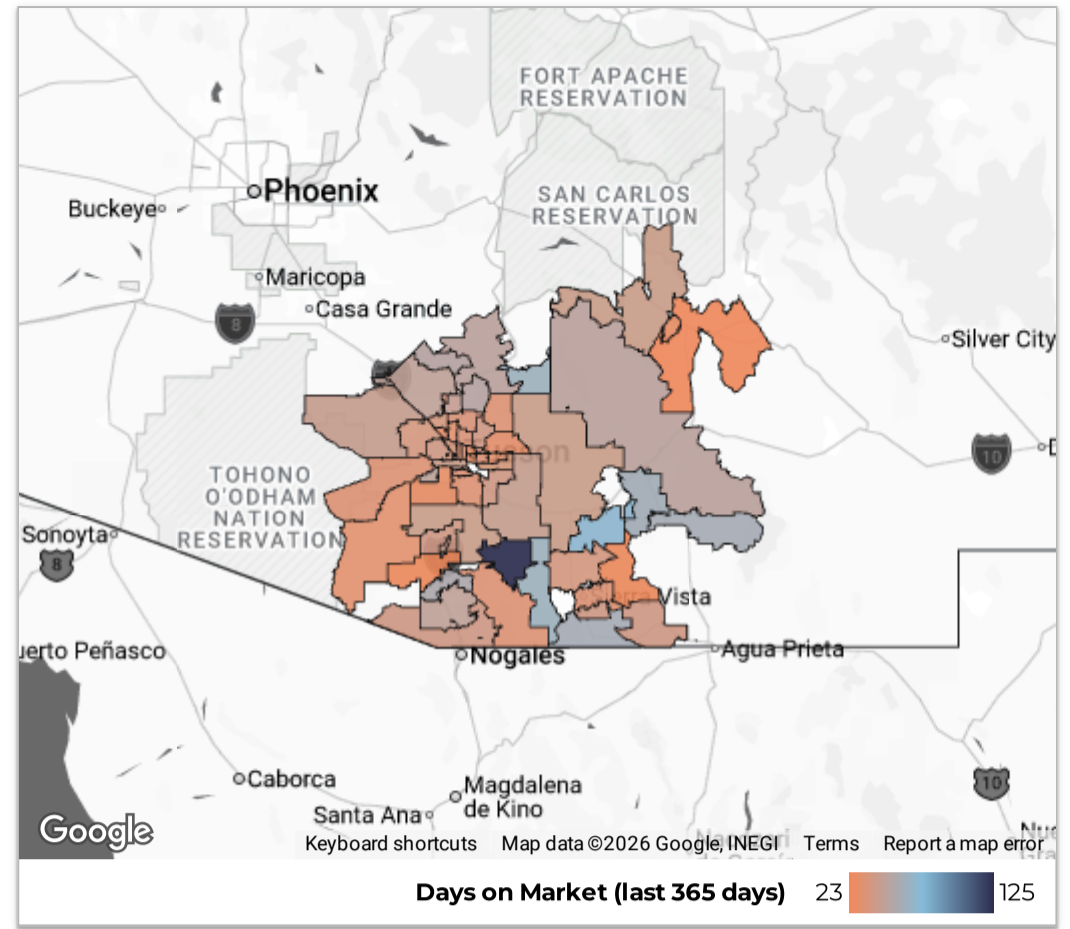 FORT APACHE
RESERVATION
SAN CARLOS
RESERVATION
Phoenix
Buckeye
Maricopa
Casa Grande
8
Silver City
10
TOHONO
O'ODHAM
NATION
RESERVATION
Sonoyta
8
Vista
uerto Peñasco
Nogales
Agua Prieta
Caborca
Magdalena
de Kino
Santa Ana
10
Google
Keyboard shortcuts
Map data ©2026 Google, INEGI
Terms
Report a map error
Days on Market (last 365 days)
23
125